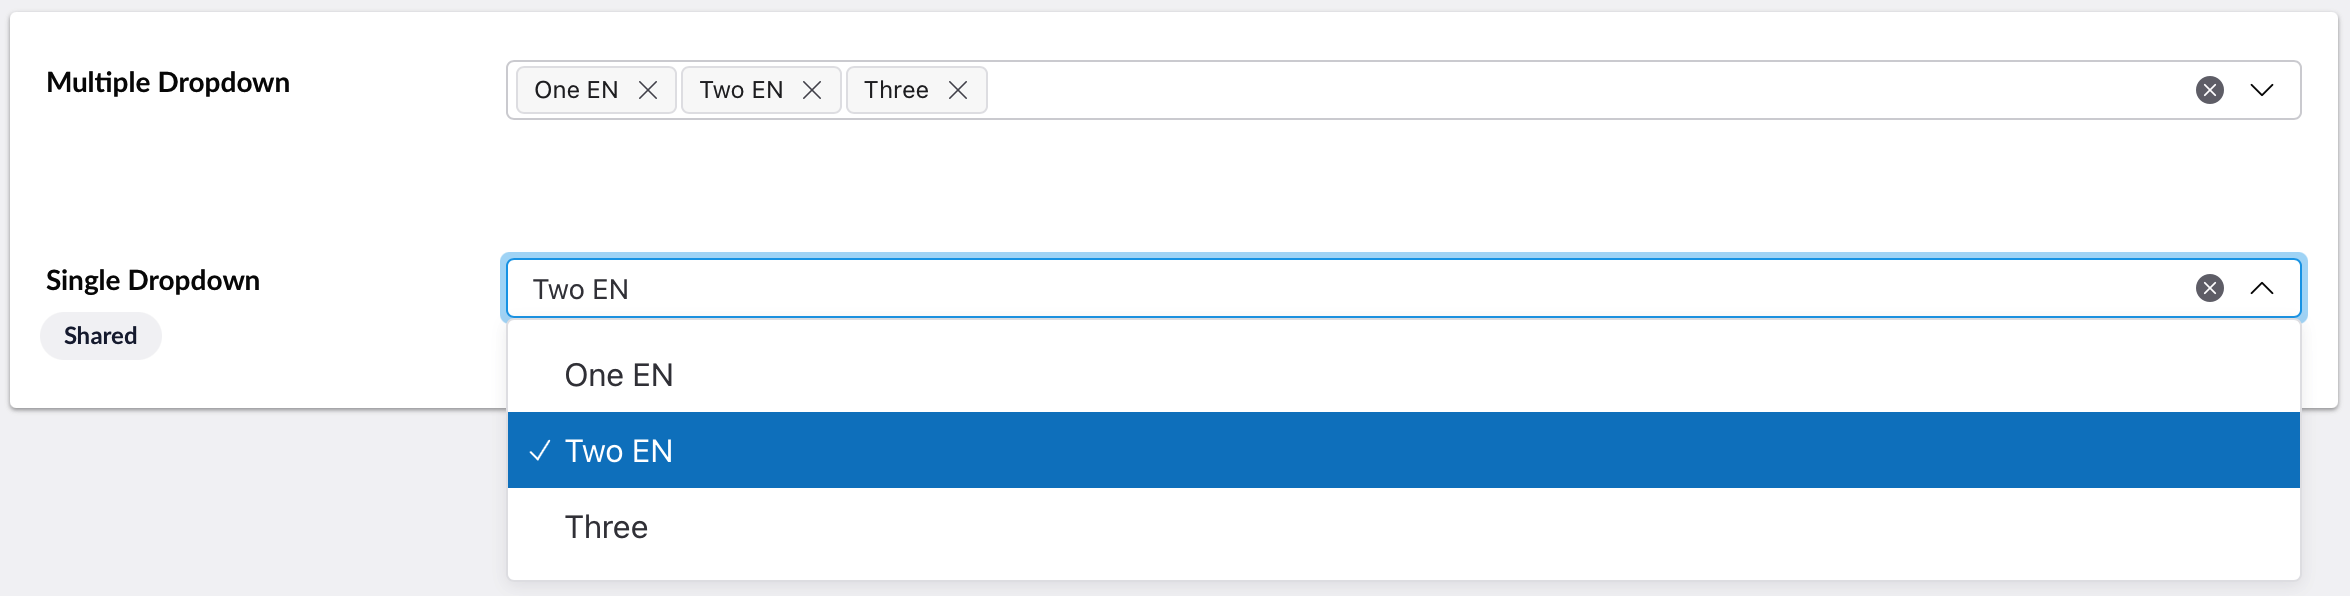 Multiple Dropdown
One EN Two EN Three
Single Dropdown
Two EN
Shared
One EN
Two EN
Three